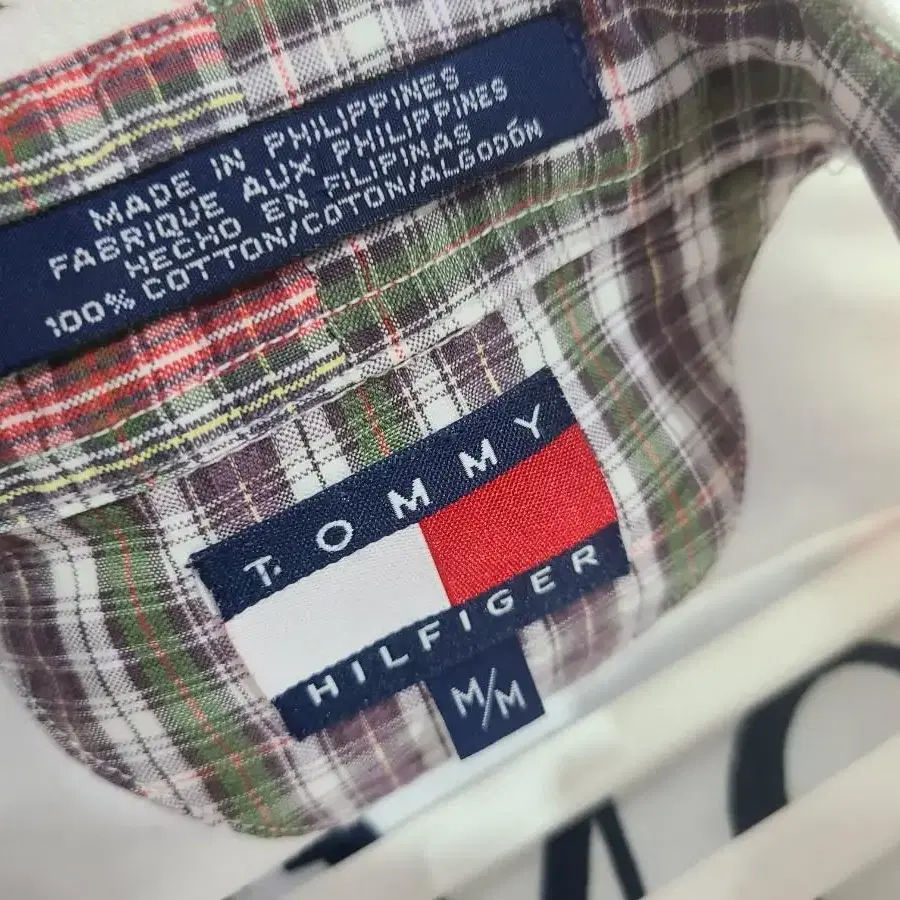 MADE IN PHILIPPINES
FABRIQUE AUX PHILIPPINES
HECHO EN FILIPINAS
100% COTTON/COTON/ALGODÓN
TOMMY
HILFIGER
M/M